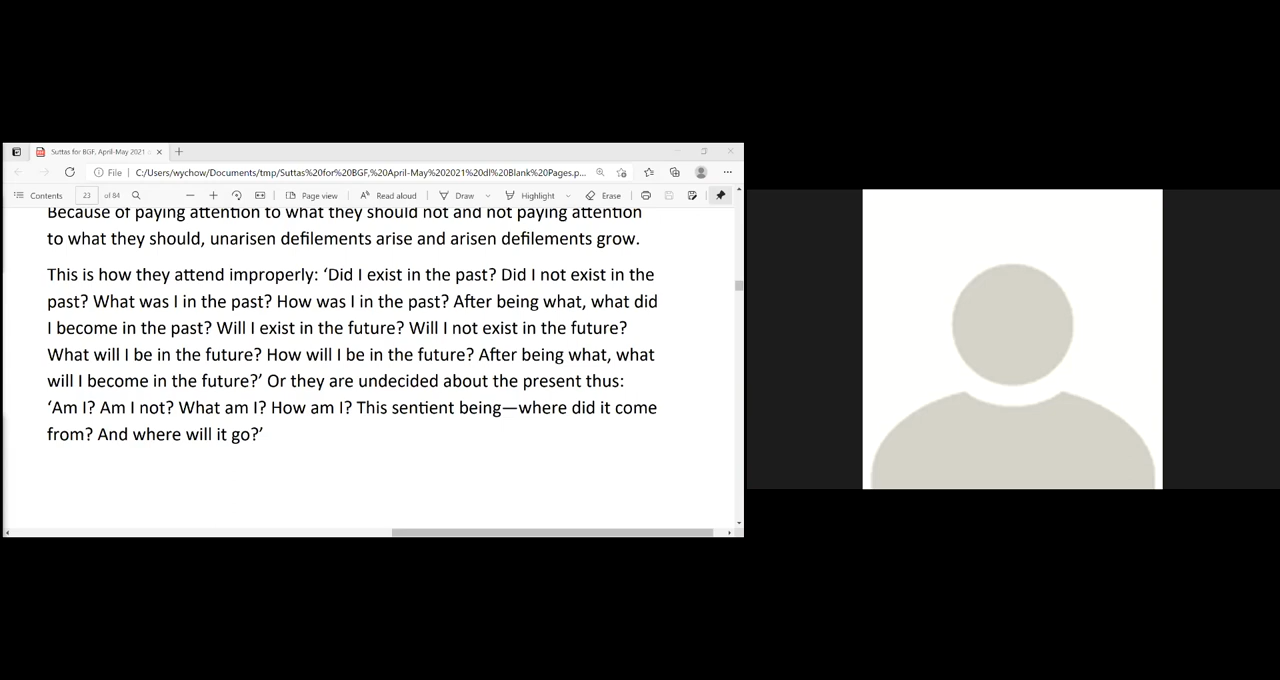 Suttas for BGF, April-May 2021
File
C:/Users/wychow/Documents/tmp/Suttas%20for%20BGF,%20April-May%202021%20dl%20Blank%20Pages.p...
Contents 23 of 84 Page view Read aloud Draw Highlight Erase
Because of paying attention to what they should not and not paying attention
to what they should, unarisen defilements arise and arisen defilements grow.
This is how they attend improperly: ‘Did I exist in the past? Did I not exist in the
past? What was I in the past? How was I in the past? After being what, what did
I become in the past? Will I exist in the future? Will I not exist in the future?
What will I be in the future? How will I be in the future? After being what, what
will I become in the future?’ Or they are undecided about the present thus:
‘Am I? Am I not? What am I? How am I? This sentient being—where did it come
from? And where will it go?’